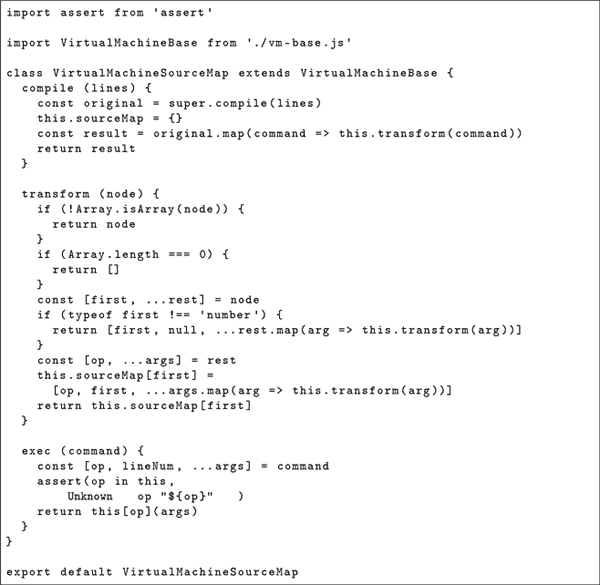 import assert from 'assert'
import VirtualMachineBase from './vm-base.js'
class VirtualMachineSourceMap extends VirtualMachineBase {
compile (lines) {
const original = super.compile(lines)
this.sourceMap = {}
const result = original.map(command => this.transform(command))
return result
}
transform (node) {
if (!Array.isArray(node)) {
return node
}
if (Array.length === 0) {
return []
}
const [first, ...rest] = node
if (typeof first !== 'number') {
return [first, null, ...rest.map(arg => this.transform(arg))]
}
const [op, ...args] = rest
this.sourceMap[first] =
[op, first, ...args.map(arg => this.transform(arg))]
return this.sourceMap[first]
}
exec (command) {
const [op, lineNum, ...args] = command
assert(op in this,
Unknown op "${op}" )
return this[op](args)
}
}
export default VirtualMachineSourceMap